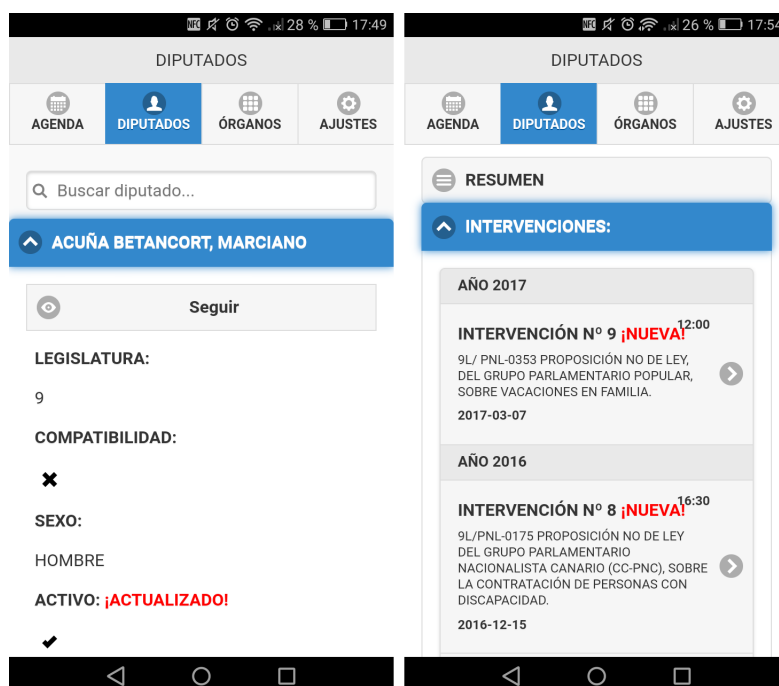 28 % 17:49
DIPUTADOS
AGENDA DIPUTADOS ÓRGANOS AJUSTES
Buscar diputado...
ACUÑA BETANCORT, MARCIANO
Seguir
LEGISLATURA:
9
COMPATIBILIDAD:
SEXO:
HOMBRE
ACTIVO: ¡ACTUALIZADO!
NFC 26 % 17:54
DIPUTADOS
AGENDA DIPUTADOS ÓRGANOS AJUSTES
RESUMEN
INTERVENCIONES:
AÑO 2017
12:00
INTERVENCIÓN Nº 9 ¡NUEVA!
9L/ PNL-0353 PROPOSICIÓN NO DE LEY,
DEL GRUPO PARLAMENTARIO POPULAR,
SOBRE VACACIONES EN FAMILIA.
2017-03-07
AÑO 2016
16:30
INTERVENCIÓN Nº 8 ¡NUEVA!
9L/PNL-0175 PROPOSICIÓN NO DE LEY
DEL GRUPO PARLAMENTARIO
NACIONALISTA CANARIO (CC-PNC), SOBRE
LA CONTRATACIÓN DE PERSONAS CON
DISCAPACIDAD.
2016-12-15